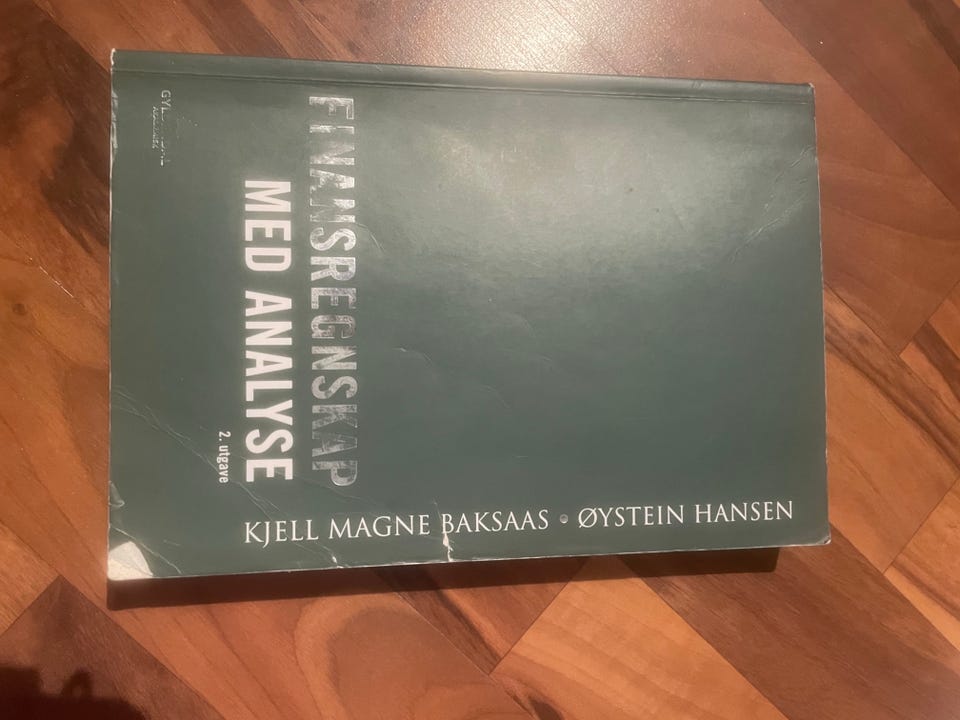 KJELL MAGNE BAKSAAS • ØYSTEIN HANSEN
FINANSREGNSKAP
MED ANALYSE
2. utgave